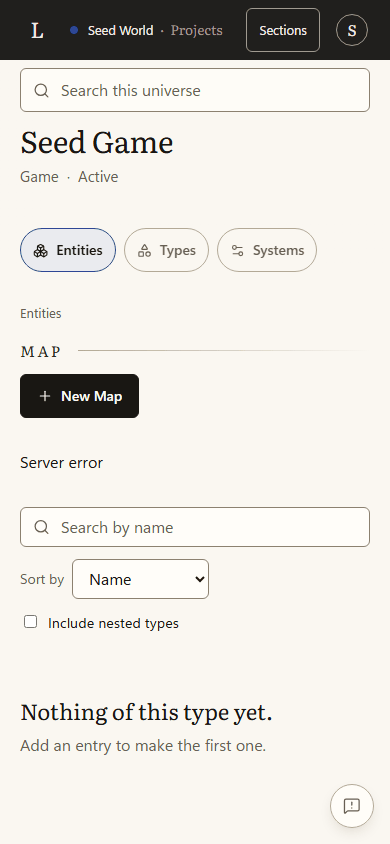 L Seed World · Projects Sections S
Search this universe
Seed Game
Game · Active
Entities Types Systems
Entities
MAP
New Map
Server error
Search by name
Sort by Name
Include nested types
Nothing of this type yet.
Add an entry to make the first one.